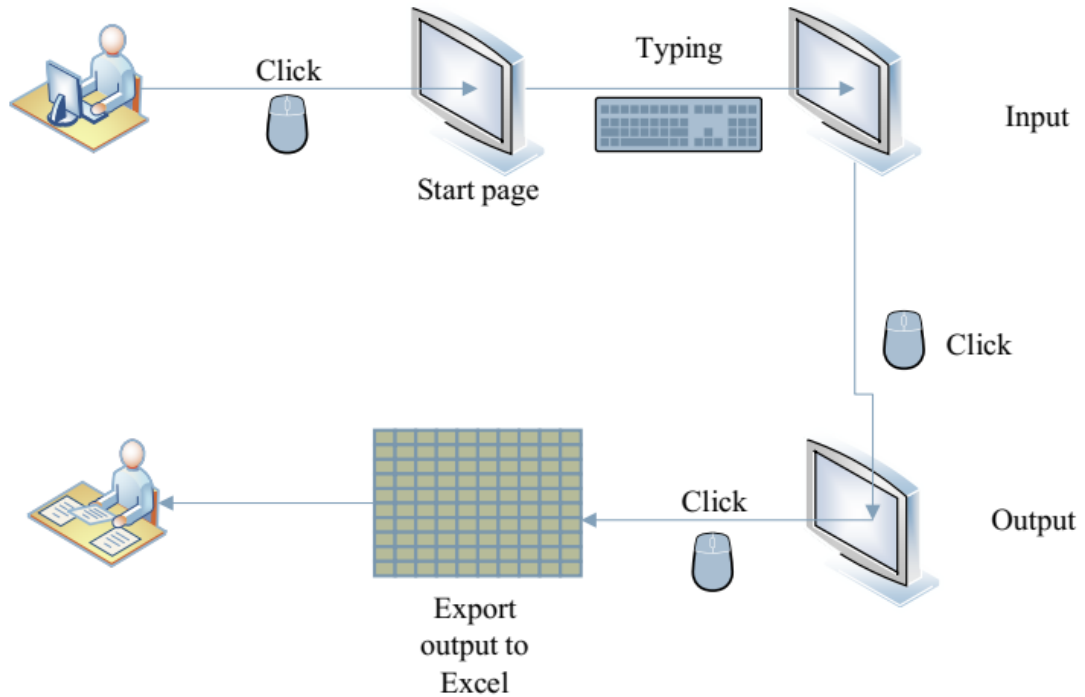 Click
Typing
Input
Start page
Click
Click
Output
Export
output to
Excel